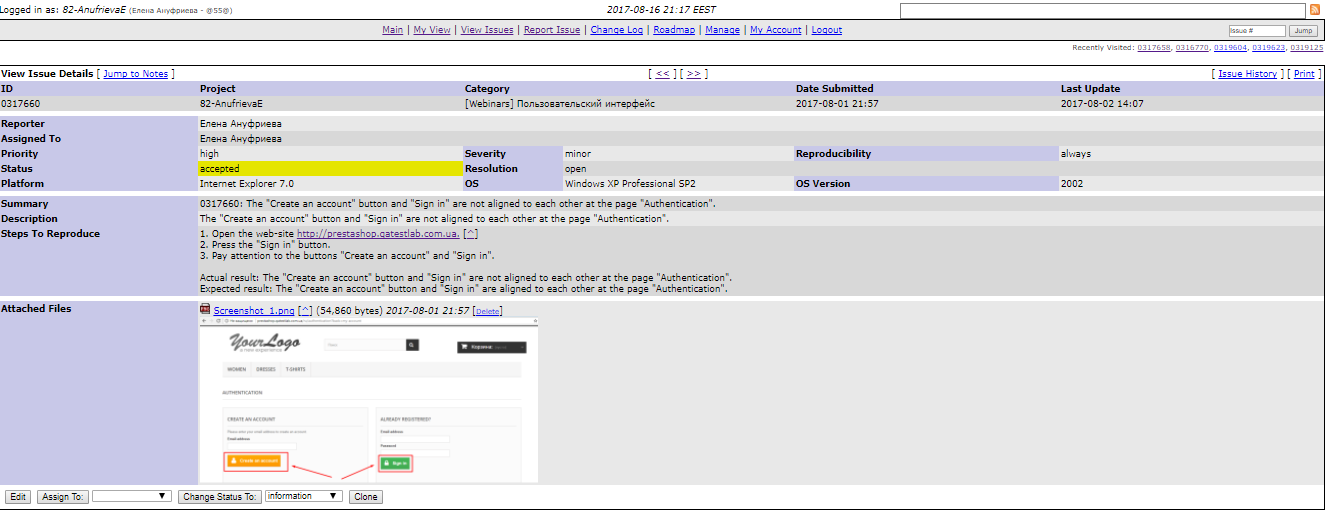 Logged in as: 82-AnufrievaE (Елена Ануфриева - @SS@)
2017-08-16 21:17 EEST
Main | My View | View Issues | Report Issue | Change Log | Roadmap | Manage | My Account | Logout
Issue # Jump
Recently Visited: 0317658, 0316770, 0319604, 0319623, 0319125
View Issue Details [ Jump to Notes ] [ << ] [ >> ] [ Issue History ] [ Print ]
ID Project Category Date Submitted Last Update
0317660 82-AnufrievaE [Webinars] Пользовательский интерфейс 2017-08-01 21:57 2017-08-02 14:07
Reporter Елена Ануфриева
Assigned To Елена Ануфриева
Priority high Severity minor Reproducibility always
Status accepted Resolution open
Platform Internet Explorer 7.0 OS Windows XP Professional SP2 OS Version 2002
Summary 0317660: The "Create an account" button and "Sign in" are not aligned to each other at the page "Authentication".
Description The "Create an account" button and "Sign in" are not aligned to each other at the page "Authentication".
Steps To Reproduce 1. Open the web-site http://prestashop.qatestlab.com.ua. [^]
2. Press the "Sign in" button.
3. Pay attention to the buttons "Create an account" and "Sign in".
Actual result: The "Create an account" button and "Sign in" are not aligned to each other at the page "Authentication".
Expected result: The "Create an account" button and "Sign in" are aligned to each other at the page "Authentication".
Attached Files Screenshot_1.png [^] (54,860 bytes) 2017-08-01 21:57 [Delete]
YourLogo
a new experience
Корзина:
WOMEN DRESSES T-SHIRTS
AUTHENTICATION
CREATE AN ACCOUNT ALREADY REGISTERED?
Please enter your email address to create an account.
Email address Email address
Password
Create an account Sign in
Edit Assign To: Change Status To: information Clone